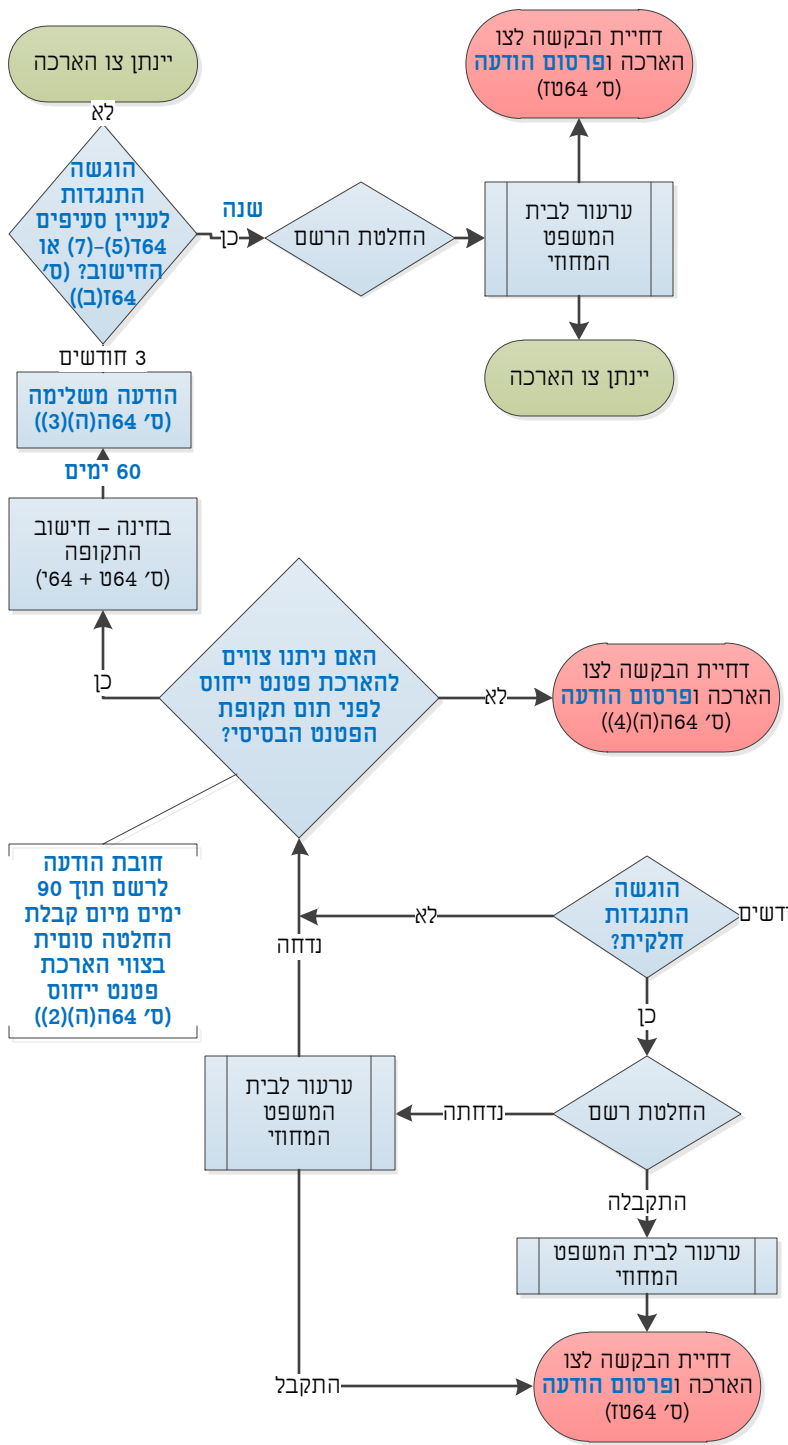 דחיית הבקשה לצו
הארכה ופרסום הודעה
(ס׳ 64טז)
יינתן צו הארכה
לא
הוגשה
התנגדות
לעניין סעיפים
64ד(5)–(7) או
החישוב? (ס׳
64ז(ב))
שנה
כן
החלטת הרשם
ערעור לבית
המשפט
המחוזי
יינתן צו הארכה
3 חודשים
הודעה משלימה
(ס׳ 64ה(ה)(3))
60 ימים
בחינה – חישוב
התקופה
(ס׳ 64ט + 64י)
כן
האם ניתנו צווים
להארכת פטנט ייחוס
לפני תום תקופת
הפטנט הבסיסי?
לא
דחיית הבקשה לצו
הארכה ופרסום הודעה
(ס׳ 64ה(ה)(4))
חובת הודעה
לרשם תוך 90
ימים מיום קבלת
החלטה סוסית
בצווי הארכת
פטנט ייחוס
(ס׳ 64ה(ה)(2))
הוגשה
התנגדות
חלקית?
דשים
לא
נדחה
כן
ערעור לבית
המשפט
המחוזי
נדחתה
החלטת רשם
התקבלה
ערעור לבית המשפט
המחוזי
התקבל
דחיית הבקשה לצו
הארכה ופרסום הודעה
(ס׳ 64טז)